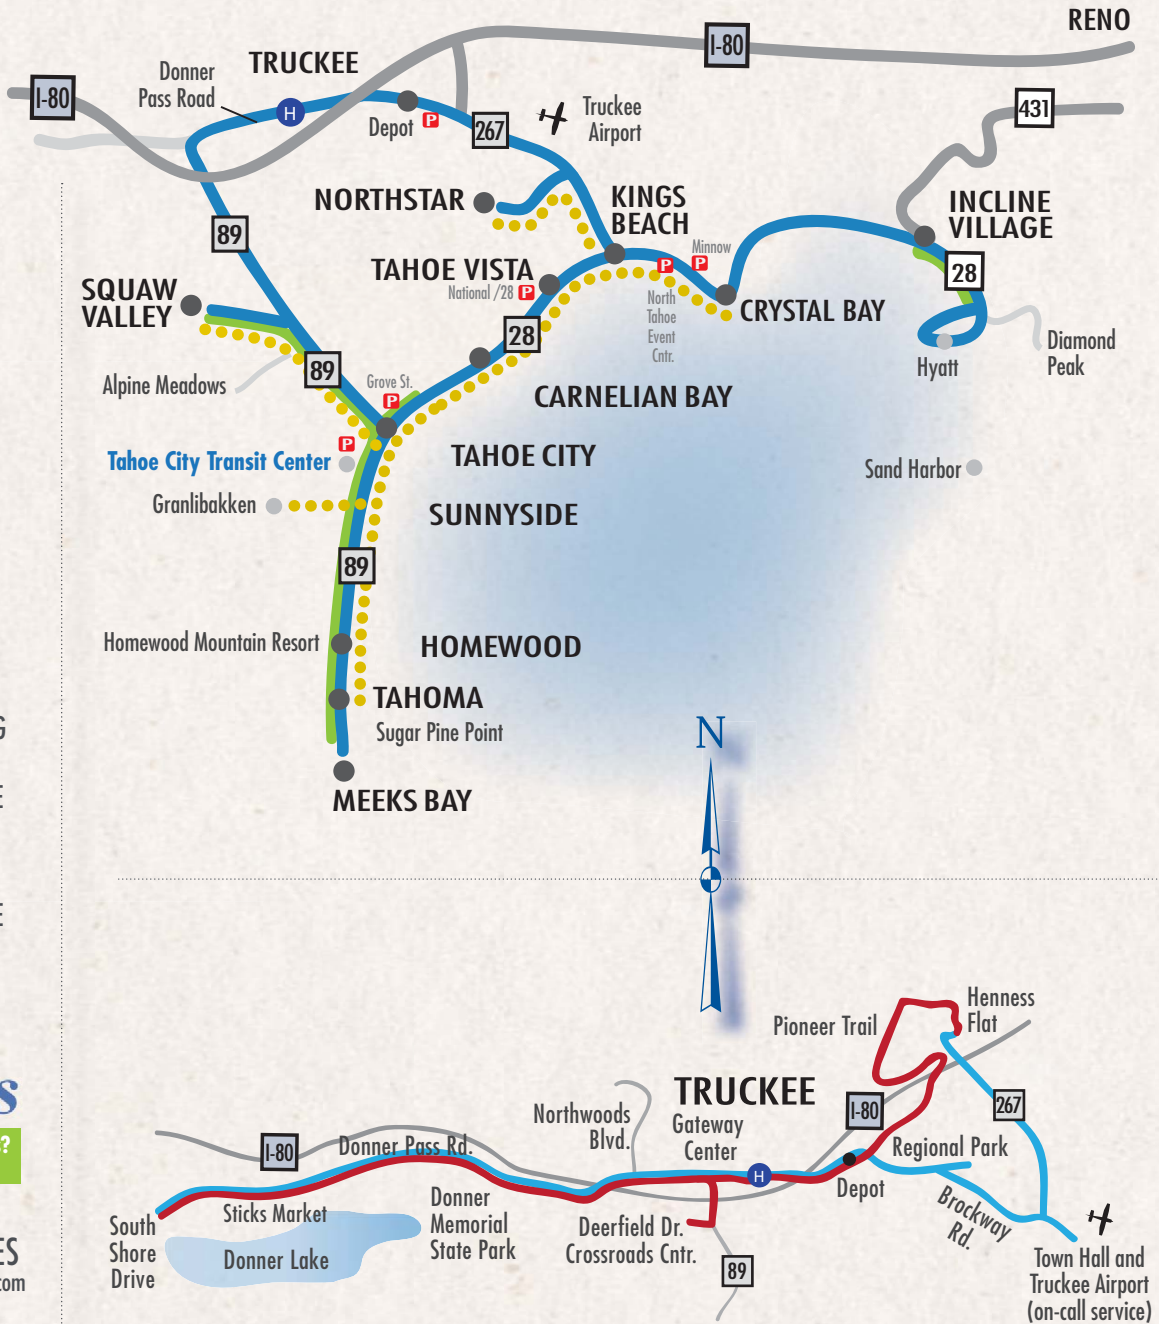 RENO
I-80
TRUCKEE
Donner
Pass Road
I-80
H
Depot
P
267
Truckee
Airport
431
NORTHSTAR
KINGS
BEACH
INCLINE
VILLAGE
89
Minnow
P
P
TAHOE VISTA
National /28 P
28
SQUAW
VALLEY
North
Tahoe
Event
Cntr.
CRYSTAL BAY
28
Diamond
Peak
Hyatt
89
Alpine Meadows
Grove St.
P
CARNELIAN BAY
P
Tahoe City Transit Center
TAHOE CITY
Sand Harbor
Granlibakken
SUNNYSIDE
89
Homewood Mountain Resort
HOMEWOOD
TAHOMA
Sugar Pine Point
MEEKS BAY
G
E
E
N
Henness
Flat
Pioneer Trail
s
?
TRUCKEE
I-80
267
Northwoods
Blvd.
Gateway
Center
I-80
Donner Pass Rd.
Regional Park
H
Depot
Sticks Market
Donner
Memorial
State Park
Brockway
Rd.
South
Shore
Drive
Donner Lake
Deerfield Dr.
Crossroads Cntr.
89
Town Hall and
Truckee Airport
(on-call service)
ES
com